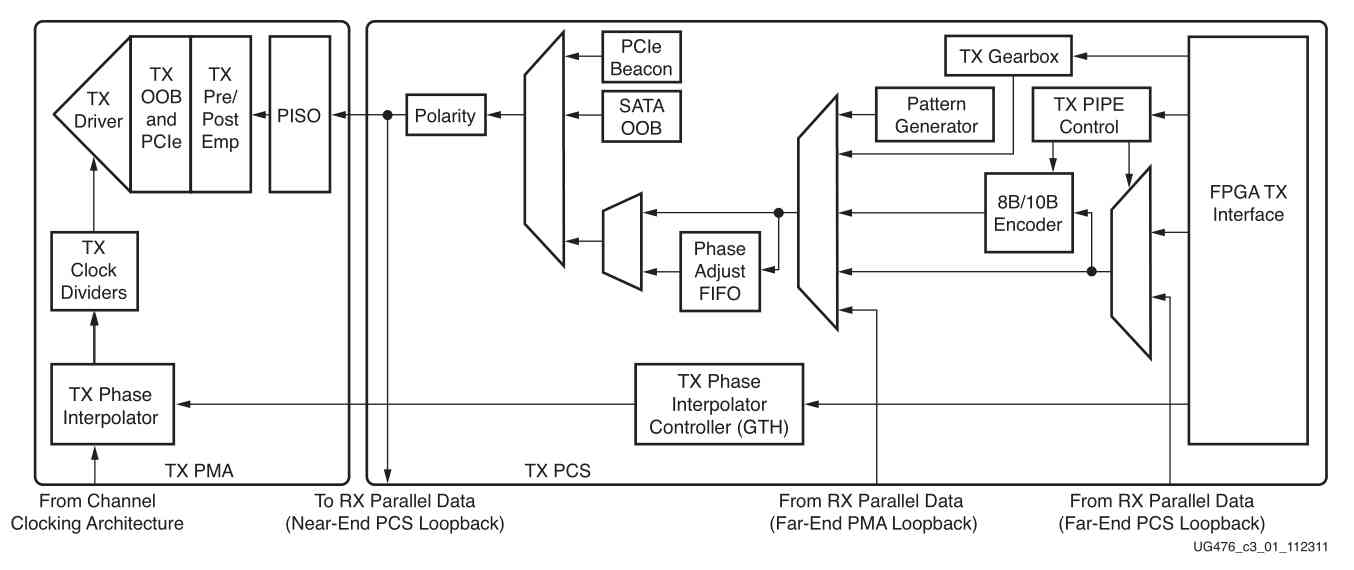 TX
Driver
TX
OOB
and
PCIe
TX
Pre/
Post
Emp
PISO
Polarity
PCIe
Beacon
SATA
OOB
TX Gearbox
Pattern
Generator
TX PIPE
Control
8B/10B
Encoder
FPGA TX
Interface
TX
Clock
Dividers
Phase
Adjust
FIFO
TX Phase
Interpolator
TX Phase
Interpolator
Controller (GTH)
TX PMA
TX PCS
From Channel
Clocking Architecture
To RX Parallel Data
(Near-End PCS Loopback)
From RX Parallel Data
(Far-End PMA Loopback)
From RX Parallel Data
(Far-End PCS Loopback)
UG476_c3_01_112311